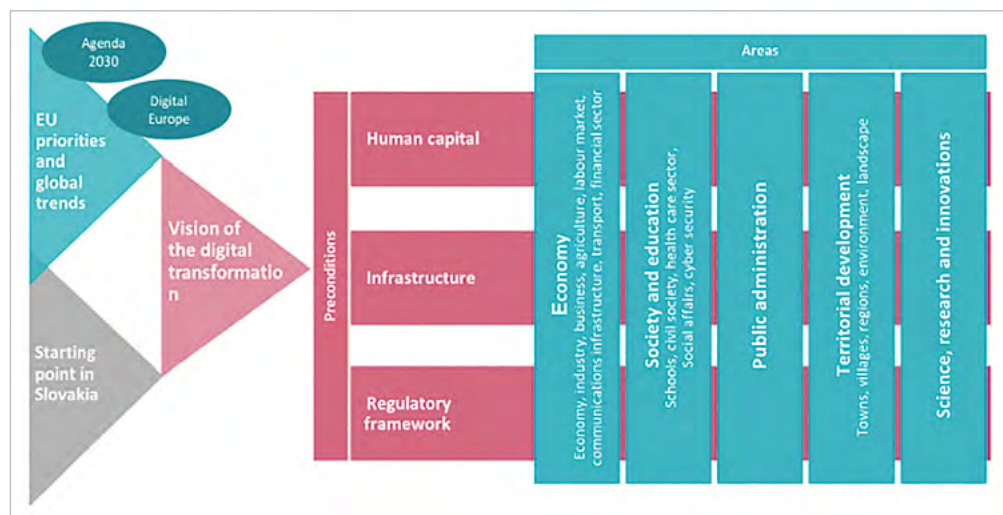 Agenda
2030
Digital
Europe
EU
priorities
and
global
trends
Starting
point in
Slovakia
Vision of
the digital
transformatio
n
Preconditions
Human capital
Infrastructure
Regulatory
framework
Areas
Economy
Economy, industry, business, agriculture, labour market,
communications infrastructure, transport, financial sector
Society and education
Schools, civil society, health care sector,
Social affairs, cyber security
Public administration
Territorial development
Towns, villages, regions, environment, landscape
Science, research and innovations